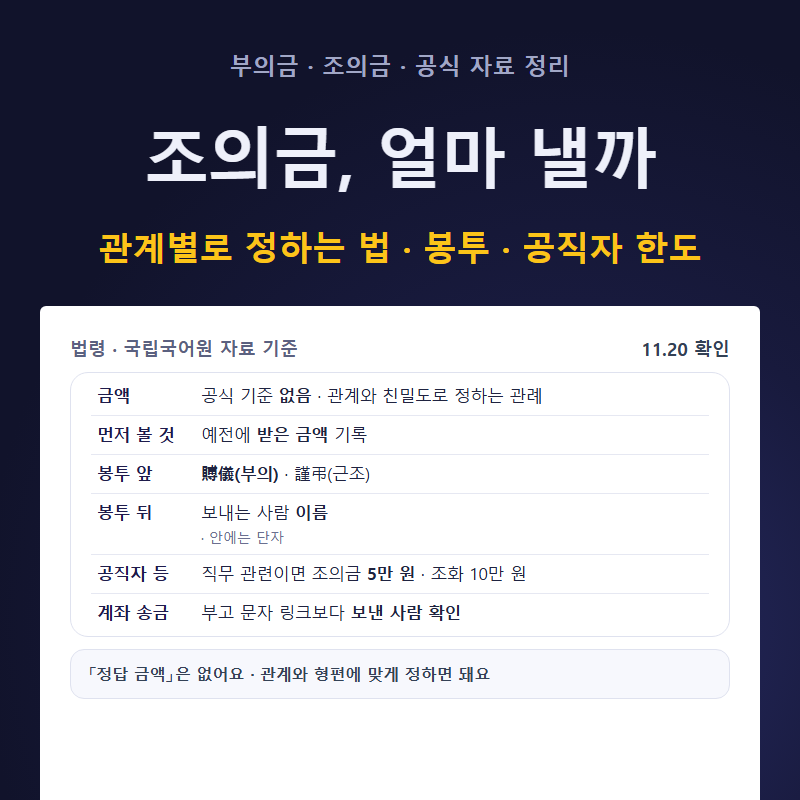 부의금 · 조의금 · 공식 자료 정리
조의금, 얼마 낼까
관계별로 정하는 법 · 봉투 · 공직자 한도
법령 · 국립국어원 자료 기준
11.20 확인
금액 공식 기준 없음 · 관계와 친밀도로 정하는 관례
먼저 볼 것 예전에 받은 금액 기록
봉투 앞 賻儀(부의) · 謹弔(근조)
봉투 뒤 보내는 사람 이름
· 안에는 단자
공직자 등 직무 관련이면 조의금 5만 원 · 조화 10만 원
계좌 송금 부고 문자 링크보다 보낸 사람 확인
「정답 금액」은 없어요 · 관계와 형편에 맞게 정하면 돼요